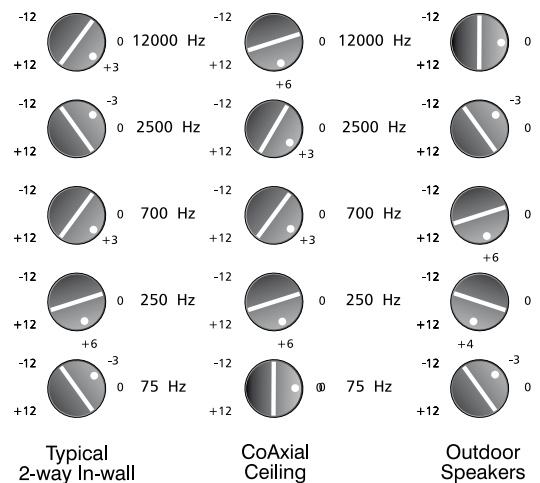 -12 -12 -12
0 12000 Hz 0 12000 Hz 0
+12 +3 +12 +12
+6
-12 -3 -12 -12 -3
0 2500 Hz 0 2500 Hz 0
+12 +12 +3 +12
-12 -12 -12
0 700 Hz 0 700 Hz 0
+12 +3 +12 +3 +12
+6
-12 -12 -12
0 250 Hz 0 250 Hz 0
+12 +12 +12
+6 +6 +4
-12 -3 -12 -12 -3
0 75 Hz 0 75 Hz 0
+12 +12 +12
Typical CoAxial Outdoor
2-way In-wall Ceiling Speakers